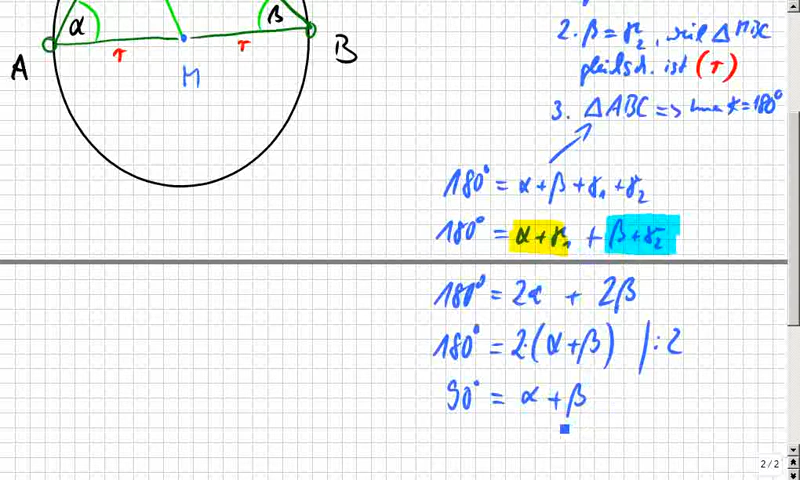 α β
A r M r B
2. β = γ₂, weil Δ MBC
gleichsch. ist (r)
3. Δ ABC => Innen∡ = 180°
180° = α + β + γ₁ + γ₂
180° = α + γ₁ + β + γ₂
180° = 2α + 2β
180° = 2·(α + β) |:2
90° = α + β
2/2